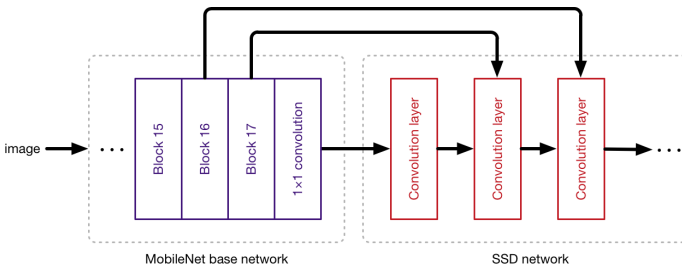 image
...
Block 15
Block 16
Block 17
1×1 convolution
Convolution layer
Convolution layer
Convolution layer
...
MobileNet base network
SSD network